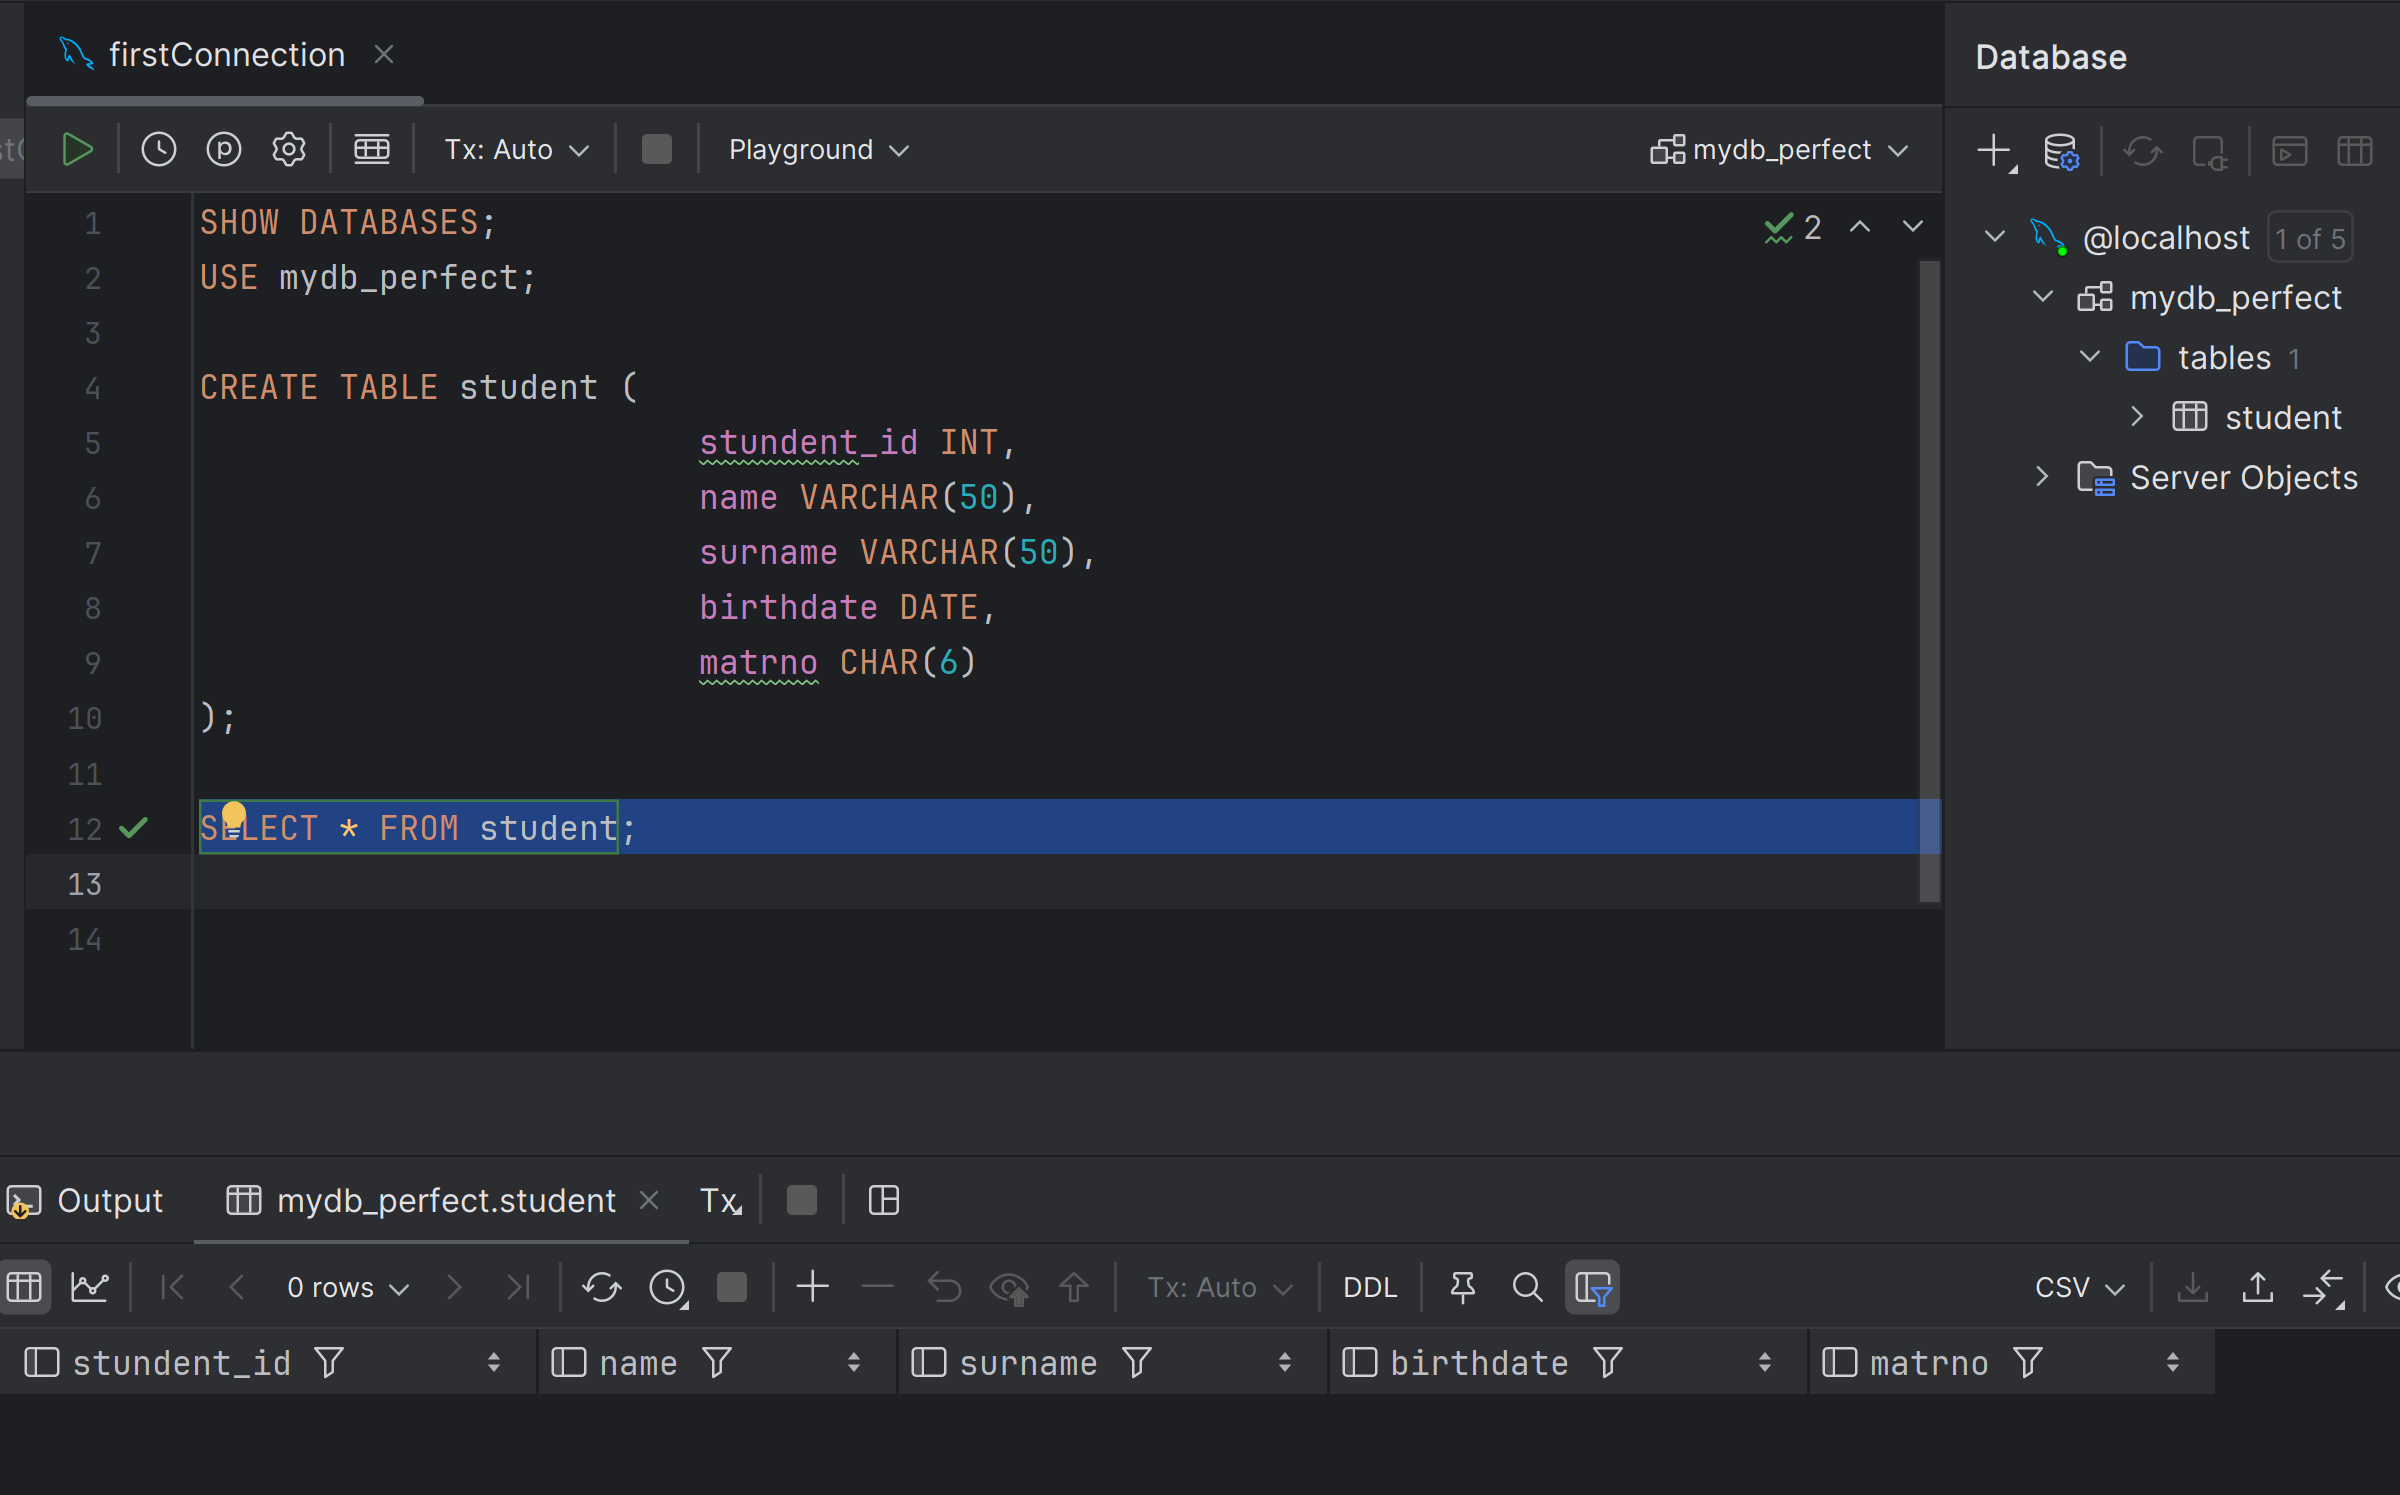 firstConnection
Database
Tx: Auto
Playground
mydb_perfect
1 SHOW DATABASES;
2 USE mydb_perfect;
3
4 CREATE TABLE student (
5 stundent_id INT,
6 name VARCHAR(50),
7 surname VARCHAR(50),
8 birthdate DATE,
9 matrno CHAR(6)
10 );
11
12 SELECT * FROM student;
13
14
2
@localhost 1 of 5
mydb_perfect
tables 1
student
Server Objects
Output
mydb_perfect.student
Tx
0 rows
Tx: Auto
DDL
CSV
stundent_id name surname birthdate matrno